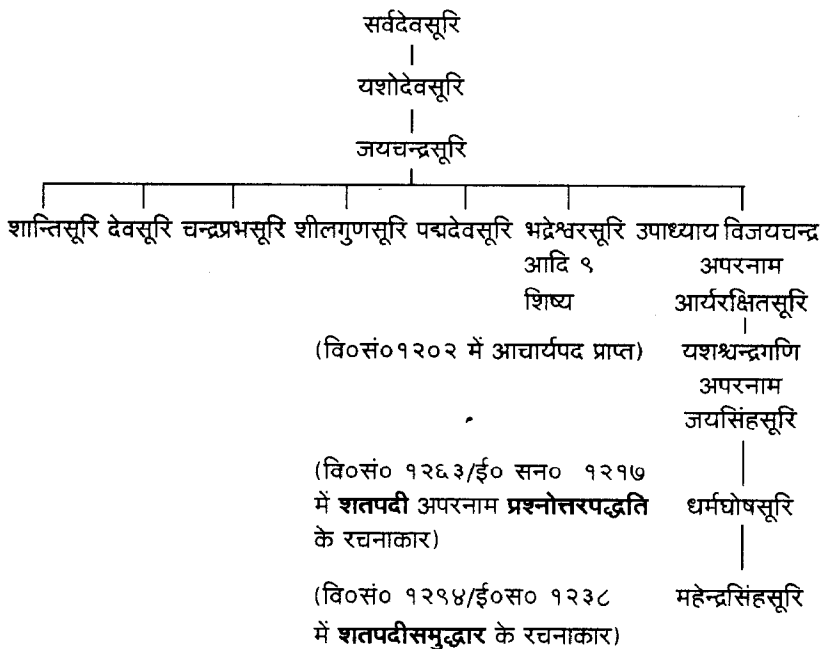 सर्वदेवसूरि
यशोदेवसूरि
जयचन्द्रसूरि
शान्तिसूरि देवसूरि चन्द्रप्रभसूरि शीलगुणसूरि पद्मदेवसूरि भद्रेश्वरसूरि उपाध्याय विजयचन्द्र
आदि ९ अपरनाम
शिष्य आर्यरक्षितसूरि
(वि०सं०१२०२ में आचार्यपद प्राप्त) यशश्चन्द्रगणि
अपरनाम
जयसिंहसूरि
(वि०सं० १२६३/ई० सन० १२१७
में शतपदी अपरनाम प्रश्नोत्तरपद्धति धर्मघोषसूरि
के रचनाकार)
(वि०सं० १२९४/ई०स० १२३८ महेन्द्रसिंहसूरि
में शतपदीसमुद्धार के रचनाकार)